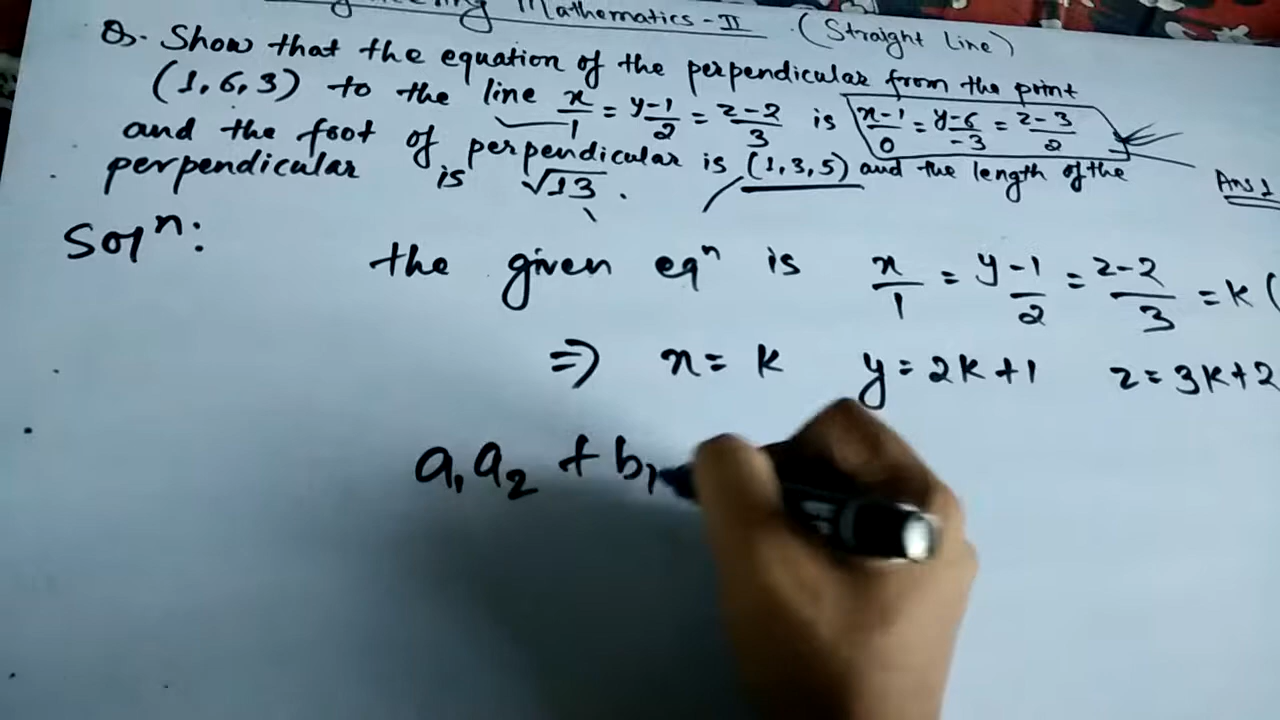 Mathematics-II (Straight Line)
Q. Show that the equation of the perpendicular from the point
(1,6,3) to the line x/1 = y-1/2 = z-2/3 is x-1/0 = y-6/-3 = z-3/2
and the foot of perpendicular is (1,3,5) and the length of the
perpendicular is √13.
Ans 1
Solⁿ: the given eqⁿ is x/1 = y-1/2 = z-2/3 = k (
⇒ x = k y = 2k+1 z = 3k+2
a₁a₂ + b₁